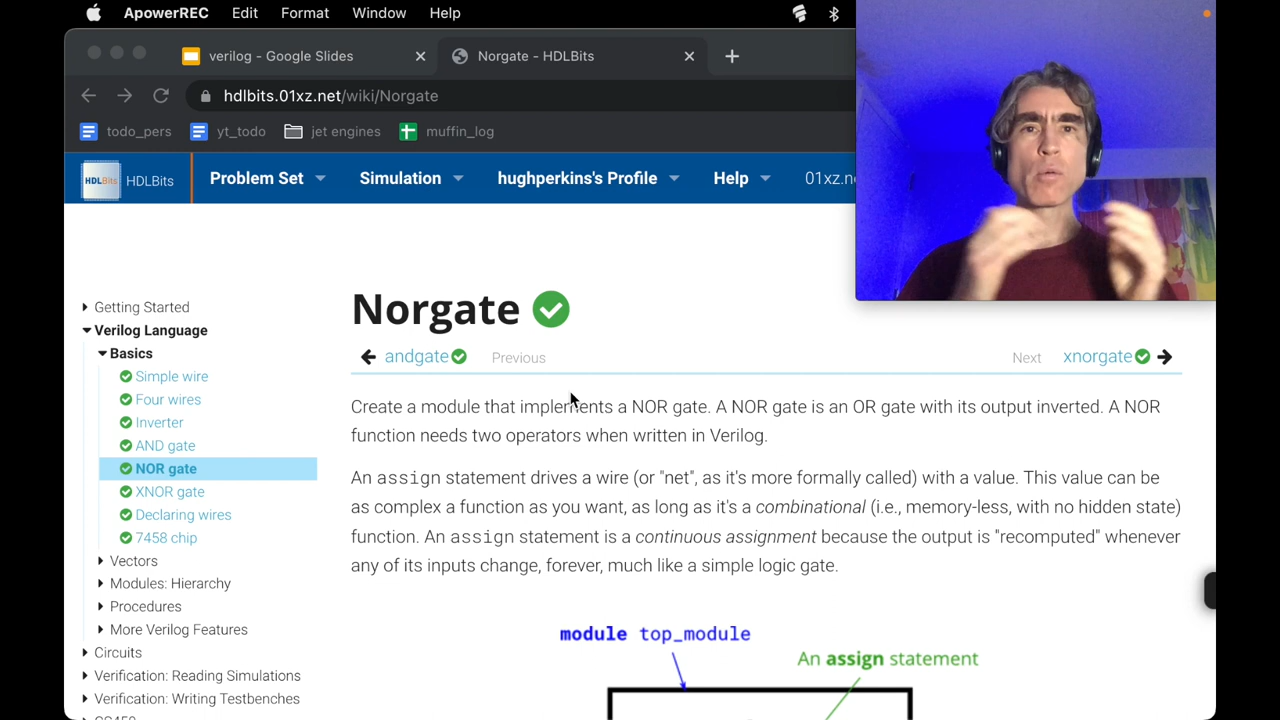 ApowerREC Edit Format Window Help
verilog - Google Slides
Norgate - HDLBits
hdlbits.01xz.net/wiki/Norgate
todo_pers yt_todo jet engines muffin_log
HDLBits HDLBits Problem Set Simulation hughperkins's Profile Help 01xz.ne
Getting Started
Verilog Language
Basics
Simple wire
Four wires
Inverter
AND gate
NOR gate
XNOR gate
Declaring wires
7458 chip
Vectors
Modules: Hierarchy
Procedures
More Verilog Features
Circuits
Verification: Reading Simulations
Verification: Writing Testbenches
Norgate
andgate Previous
Next xnorgate
Create a module that implements a NOR gate. A NOR gate is an OR gate with its output inverted. A NOR
function needs two operators when written in Verilog.
An assign statement drives a wire (or "net", as it's more formally called) with a value. This value can be
as complex a function as you want, as long as it's a combinational (i.e., memory-less, with no hidden state)
function. An assign statement is a continuous assignment because the output is "recomputed" whenever
any of its inputs change, forever, much like a simple logic gate.
module top_module
An assign statement